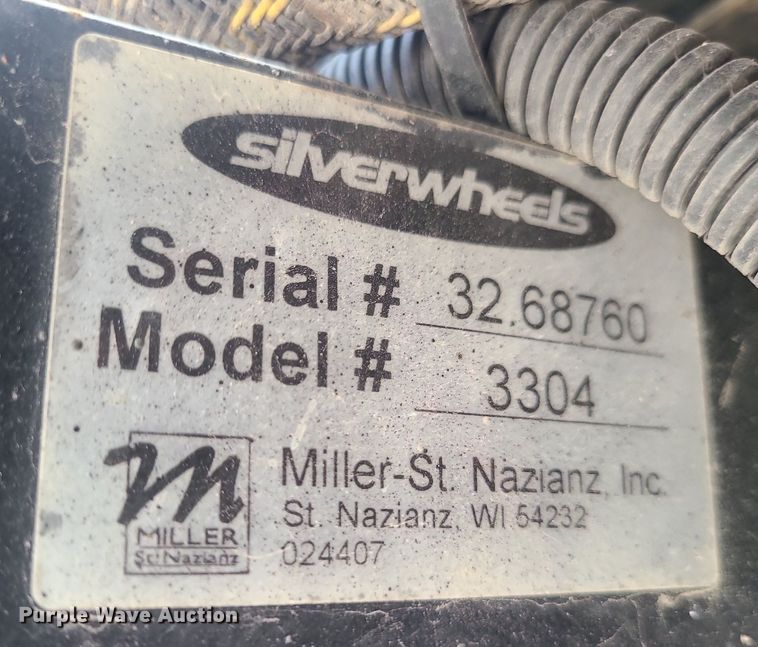 silverwheels
Serial # 32.68760
Model # 3304
Miller-St. Nazianz, Inc.
St. Nazianz, WI 54232
024407
m
MILLER
St. Nazianz
Purple Wave Auction